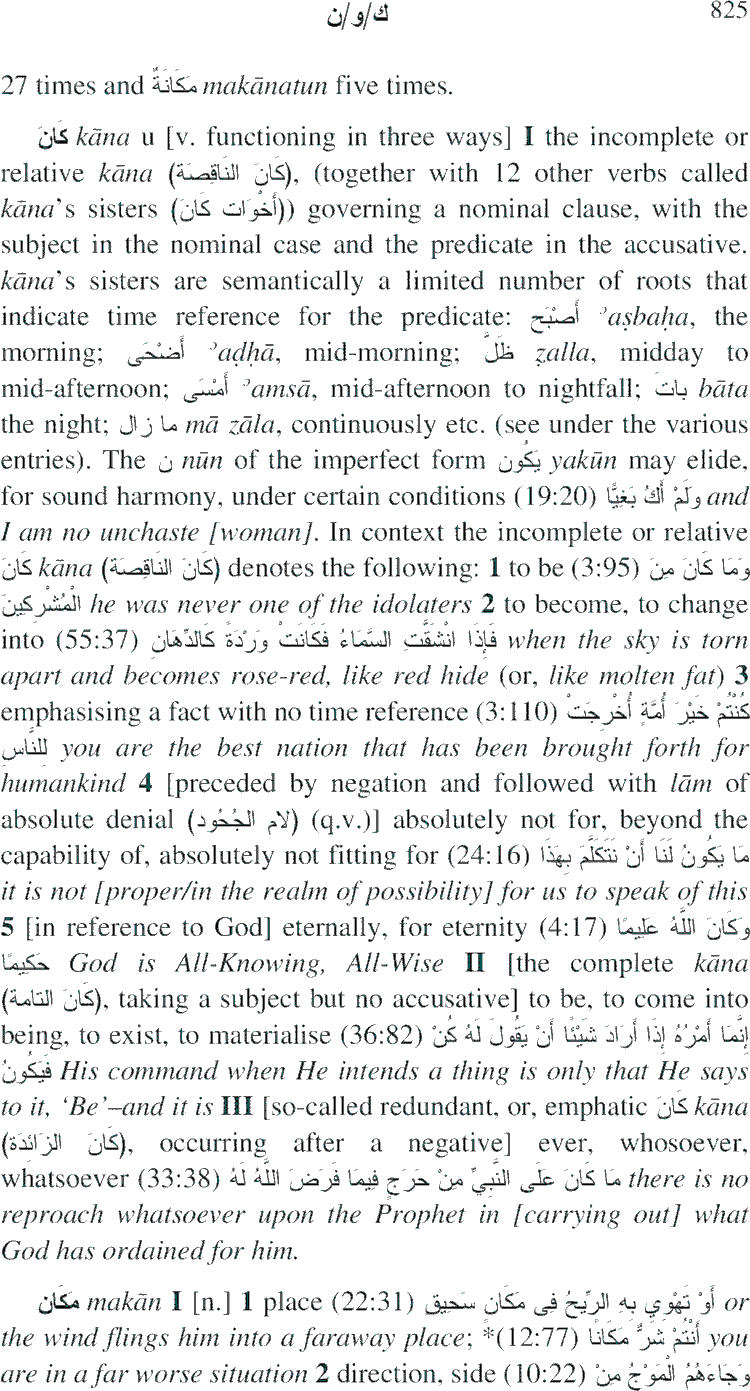 ك/و/ن 825
27 times and مَكَانَةٌ makānatun five times.
كَانَ kāna u [v. functioning in three ways] I the incomplete or
relative kāna (كَانَ النَاقِصَة), (together with 12 other verbs called
kāna's sisters (أَخْوَات كَانَ)) governing a nominal clause, with the
subject in the nominal case and the predicate in the accusative.
kāna's sisters are semantically a limited number of roots that
indicate time reference for the predicate: أَصْبَح ʾaṣbaḥa, the
morning; أَضْحَى ʾaḍḥā, mid-morning; ظَلَّ ẓalla, midday to
mid-afternoon; أَمْسَى ʾamsā, mid-afternoon to nightfall; بات bāta
the night; ما زال mā ẓāla, continuously etc. (see under the various
entries). The ن nūn of the imperfect form يَكُون yakūn may elide,
for sound harmony, under certain conditions (19:20) وَلَمْ أَكُ بَغِيًّا and
I am no unchaste [woman]. In context the incomplete or relative
كَانَ kāna (كَانَ النَاقِصَة) denotes the following: 1 to be (3:95) وَمَا كَانَ مِنَ
الْمُشْرِكِينَ he was never one of the idolaters 2 to become, to change
into (55:37) فَإِذَا انْشَقَّتِ السَّمَاءُ فَكَانَتْ وَرْدَةً كَالدِّهَانِ when the sky is torn
apart and becomes rose-red, like red hide (or, like molten fat) 3
emphasising a fact with no time reference (3:110) كُنْتُمْ خَيْرَ أُمَّةٍ أُخْرِجَتْ
لِلنَّاسِ you are the best nation that has been brought forth for
humankind 4 [preceded by negation and followed with lām of
absolute denial (لام الجُحُود) (q.v.)] absolutely not for, beyond the
capability of, absolutely not fitting for (24:16) مَا يَكُونُ لَنَا أَنْ نَتَكَلَّمَ بِهَذَا
it is not [proper/in the realm of possibility] for us to speak of this
5 [in reference to God] eternally, for eternity (4:17) وَكَانَ اللَّهُ عَلِيمًا
حَكِيمًا God is All-Knowing, All-Wise II [the complete kāna
(كَانَ التامة), taking a subject but no accusative] to be, to come into
being, to exist, to materialise (36:82) إِنَّمَا أَمْرُهُ إِذَا أَرَادَ شَيْئًا أَنْ يَقُولَ لَهُ كُنْ
فَيَكُونُ His command when He intends a thing is only that He says
to it, ‘Be’–and it is III [so-called redundant, or, emphatic كَانَ kāna
(كَانَ الزَائِدَة), occurring after a negative] ever, whosoever,
whatsoever (33:38) مَا كَانَ عَلَى النَّبِيِّ مِنْ حَرَجٍ فِيمَا فَرَضَ اللَّهُ لَهُ there is no
reproach whatsoever upon the Prophet in [carrying out] what
God has ordained for him.
مَكَان makān I [n.] 1 place (22:31) أَوْ تَهْوِي بِهِ الرِّيحُ فِي مَكَانٍ سَحِيقٍ or
the wind flings him into a faraway place; *(12:77) أَنْتُمْ شَرٌّ مَكَانًا you
are in a far worse situation 2 direction, side (10:22) وَجَاءَهُمُ الْمَوْجُ مِنْ